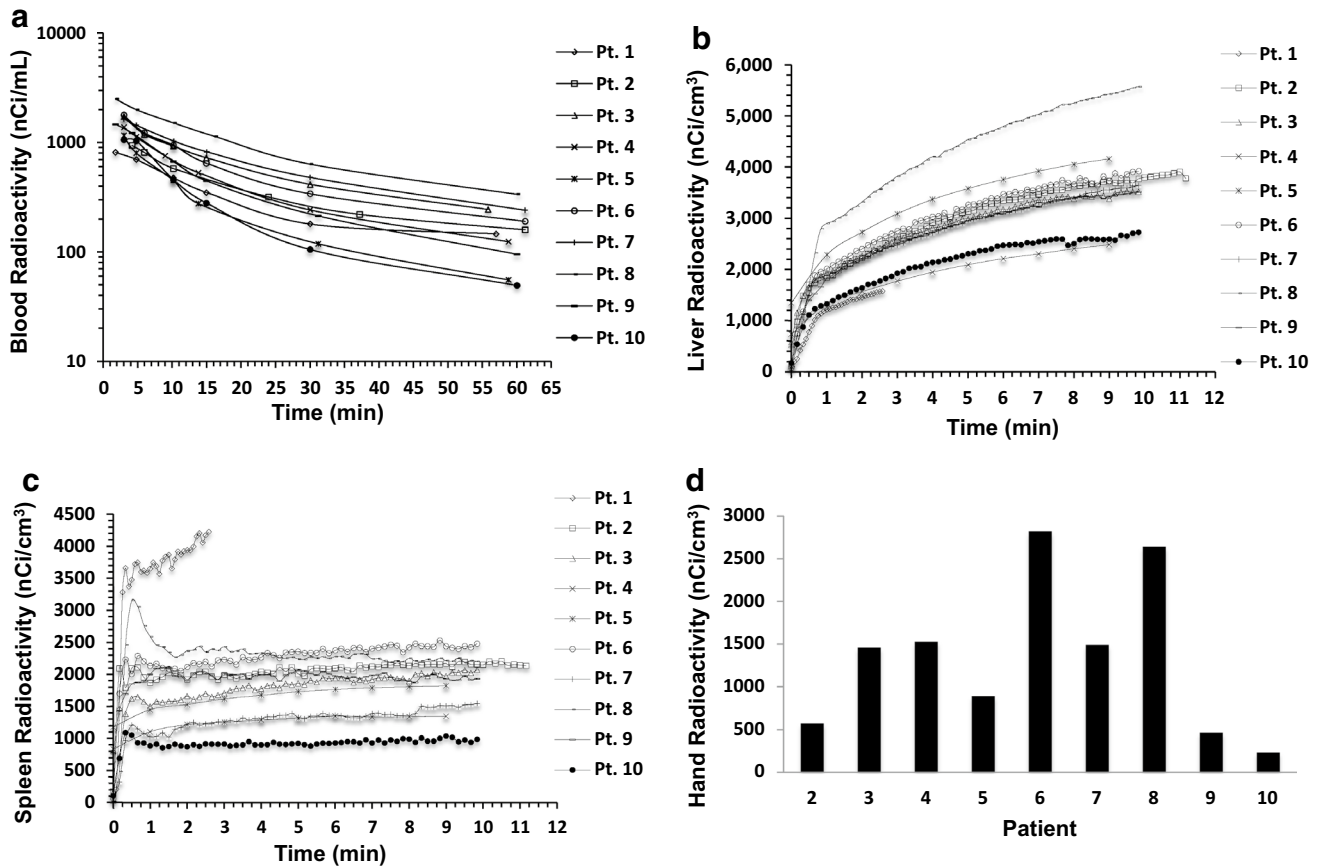 a
Blood Radioactivity (nCi/mL)
10000
1000
100
10
0 5 10 15 20 25 30 35 40 45 50 55 60 65
Time (min)
Pt. 1
Pt. 2
Pt. 3
Pt. 4
Pt. 5
Pt. 6
Pt. 7
Pt. 8
Pt. 9
Pt. 10
b
Liver Radioactivity (nCi/cm³)
6,000
5,000
4,000
3,000
2,000
1,000
0
0 1 2 3 4 5 6 7 8 9 10 11 12
Time (min)
Pt. 1
Pt. 2
Pt. 3
Pt. 4
Pt. 5
Pt. 6
Pt. 7
Pt. 8
Pt. 9
Pt. 10
c
Spleen Radioactivity (nCi/cm³)
4500
4000
3500
3000
2500
2000
1500
1000
500
0
0 1 2 3 4 5 6 7 8 9 10 11 12
Time (min)
Pt. 1
Pt. 2
Pt. 3
Pt. 4
Pt. 5
Pt. 6
Pt. 7
Pt. 8
Pt. 9
Pt. 10
d
Hand Radioactivity (nCi/cm³)
3000
2500
2000
1500
1000
500
0
2 3 4 5 6 7 8 9 10
Patient